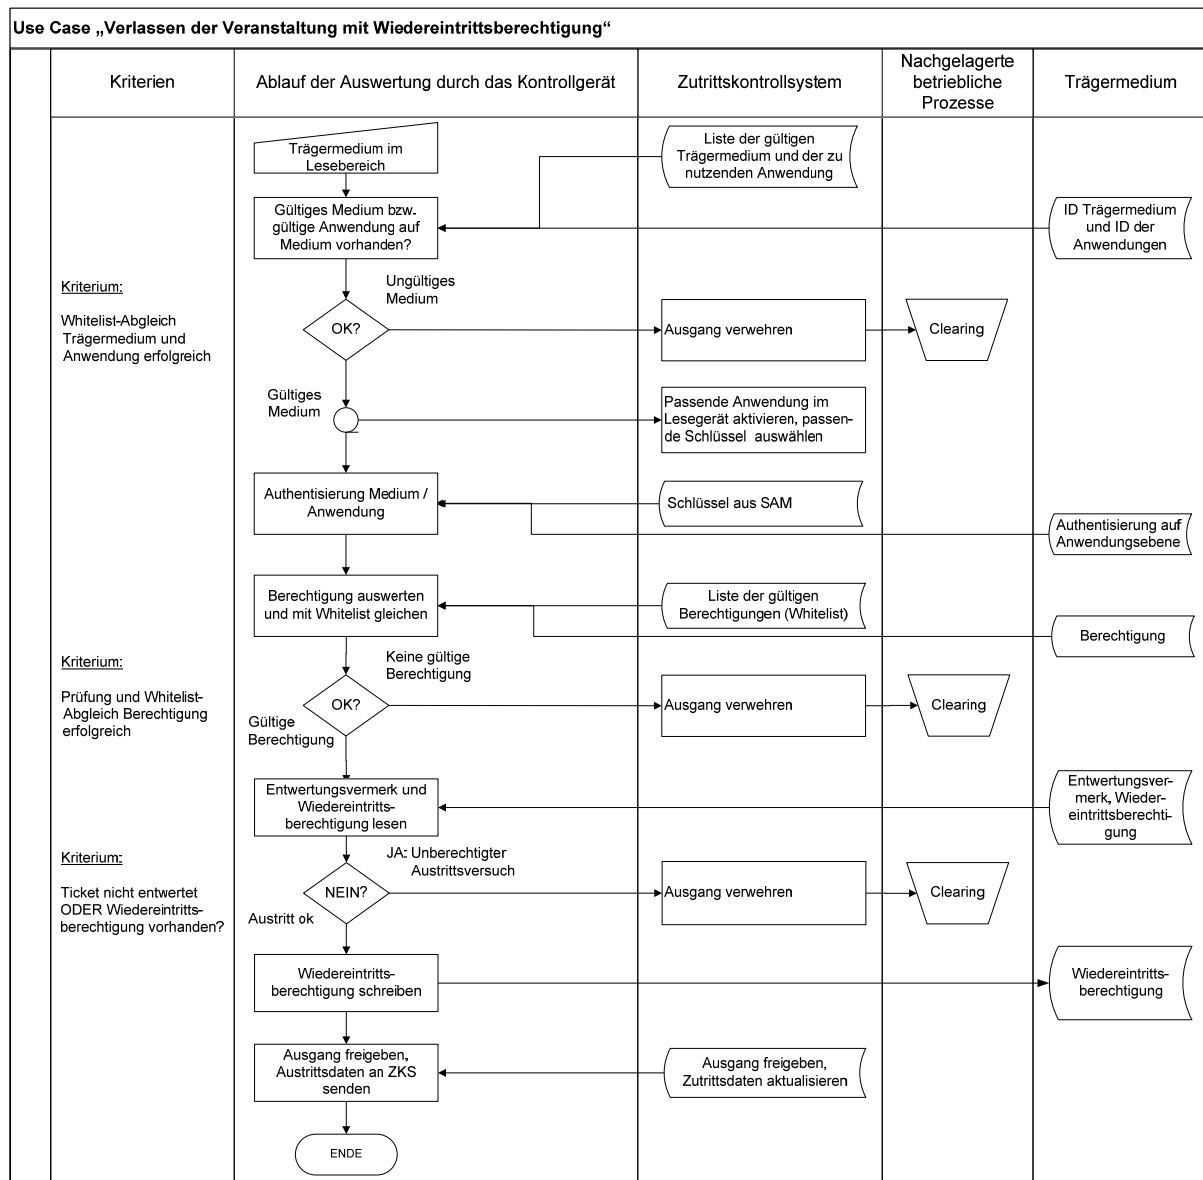 Use Case „Verlassen der Veranstaltung mit Wiedereintrittsberechtigung“
Kriterien
Ablauf der Auswertung durch das Kontrollgerät
Zutrittskontrollsystem
Nachgelagerte
betriebliche
Prozesse
Trägermedium
Trägermedium im
Lesebereich
Liste der gültigen
Trägermedium und der zu
nutzenden Anwendung
Gültiges Medium bzw.
gültige Anwendung auf
Medium vorhanden?
ID Trägermedium
und ID der
Anwendungen
Kriterium:
Whitelist-Abgleich
Trägermedium und
Anwendung erfolgreich
Ungültiges
Medium
OK?
Ausgang verwehren
Clearing
Gültiges
Medium
Passende Anwendung im
Lesegerät aktivieren, passen-
de Schlüssel auswählen
Authentisierung Medium /
Anwendung
Schlüssel aus SAM
Authentisierung auf
Anwendungsebene
Berechtigung auswerten
und mit Whitelist gleichen
Liste der gültigen
Berechtigungen (Whitelist)
Berechtigung
Kriterium:
Prüfung und Whitelist-
Abgleich Berechtigung
erfolgreich
Keine gültige
Berechtigung
OK?
Ausgang verwehren
Clearing
Gültige
Berechtigung
Entwertungsvermerk und
Wiedereintritts-
berechtigung lesen
Entwertungsver-
merk, Wieder-
eintrittsberechti-
gung
Kriterium:
Ticket nicht entwertet
ODER Wiedereintritts-
berechtigung vorhanden?
JA: Unberechtigter
Austrittsversuch
NEIN?
Ausgang verwehren
Clearing
Austritt ok
Wiedereintritts-
berechtigung schreiben
Wiedereintritts-
berechtigung
Ausgang freigeben,
Austrittsdaten an ZKS
senden
Ausgang freigeben,
Zutrittsdaten aktualisieren
ENDE